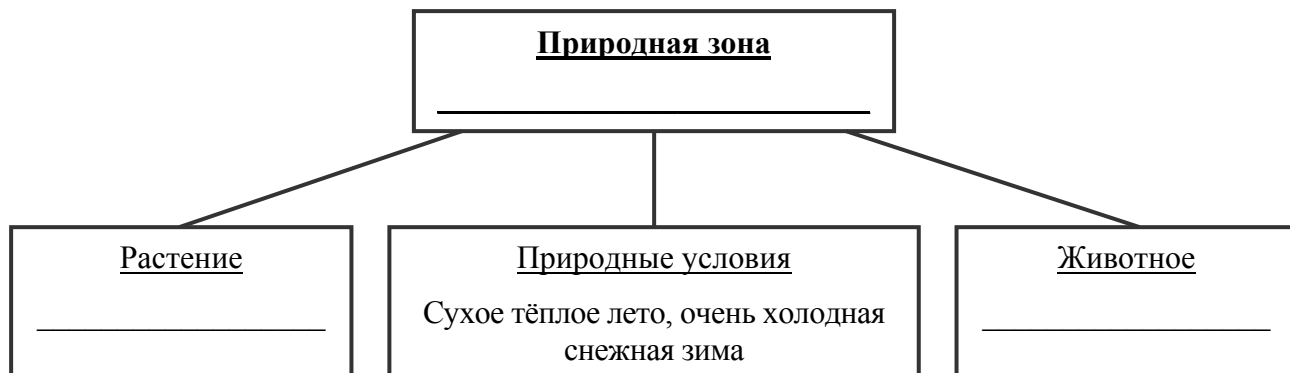 Природная зона
Растение
Природные условия
Сухое тёплое лето, очень холодная
снежная зима
Животное